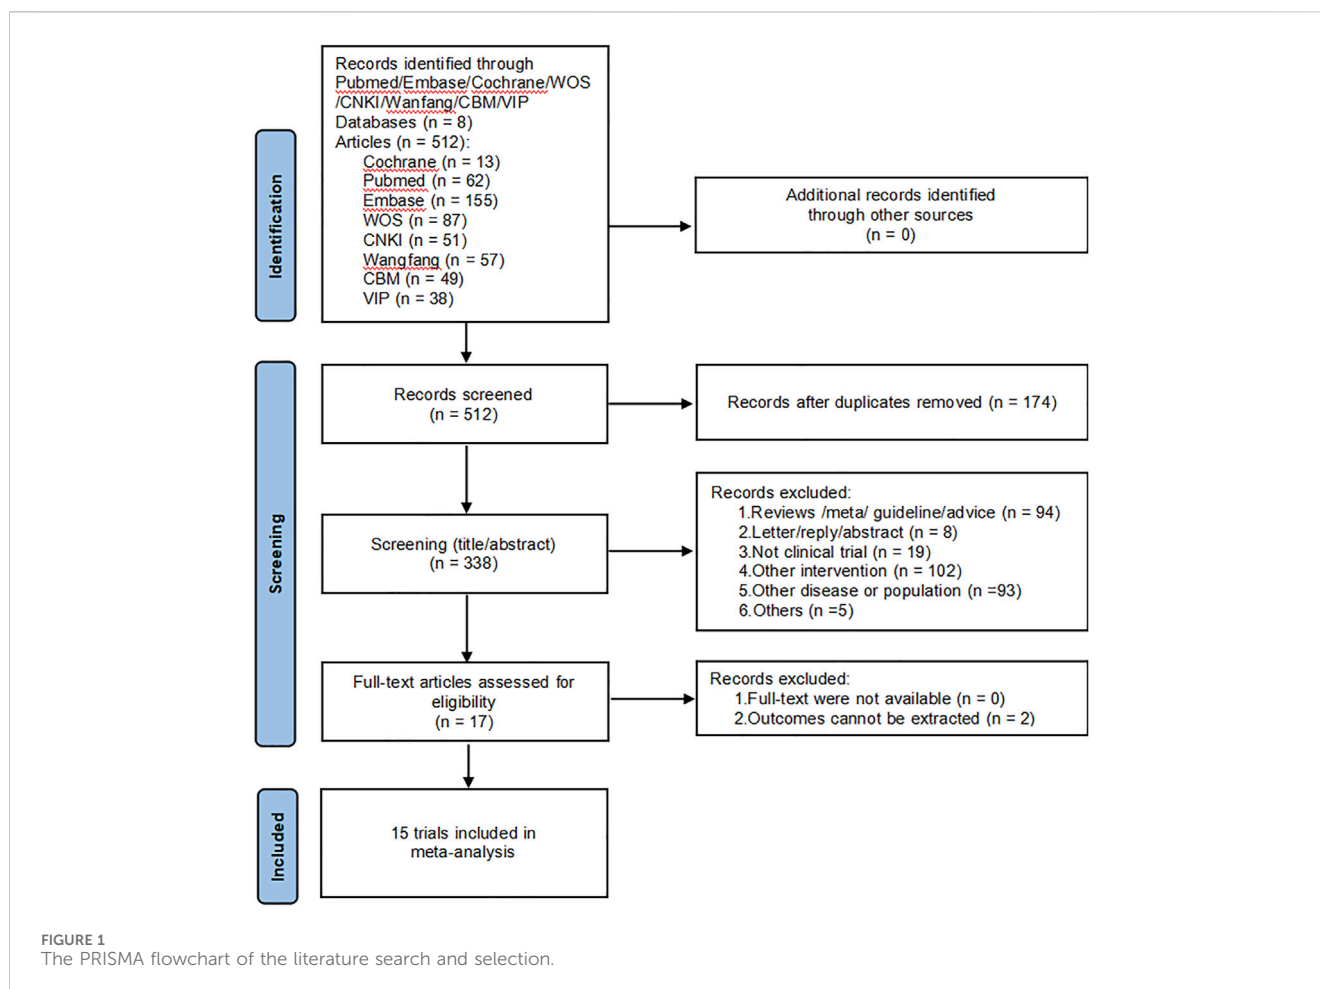 Identification
Records identified through
Pubmed/Embase/Cochrane/WOS
/CNKI/Wanfang/CBM/VIP
Databases (n = 8)
Articles (n = 512):
Cochrane (n = 13)
Pubmed (n = 62)
Embase (n = 155)
WOS (n = 87)
CNKI (n = 51)
Wangfang (n = 57)
CBM (n = 49)
VIP (n = 38)
Additional records identified
through other sources
(n = 0)
Screening
Records screened
(n = 512)
Records after duplicates removed (n = 174)
Screening (title/abstract)
(n = 338)
Records excluded:
1.Reviews /meta/ guideline/advice (n = 94)
2.Letter/reply/abstract (n = 8)
3.Not clinical trial (n = 19)
4.Other intervention (n = 102)
5.Other disease or population (n =93)
6.Others (n =5)
Full-text articles assessed for
eligibility
(n = 17)
Records excluded:
1.Full-text were not available (n = 0)
2.Outcomes cannot be extracted (n = 2)
Included
15 trials included in
meta-analysis
FIGURE 1
The PRISMA flowchart of the literature search and selection.